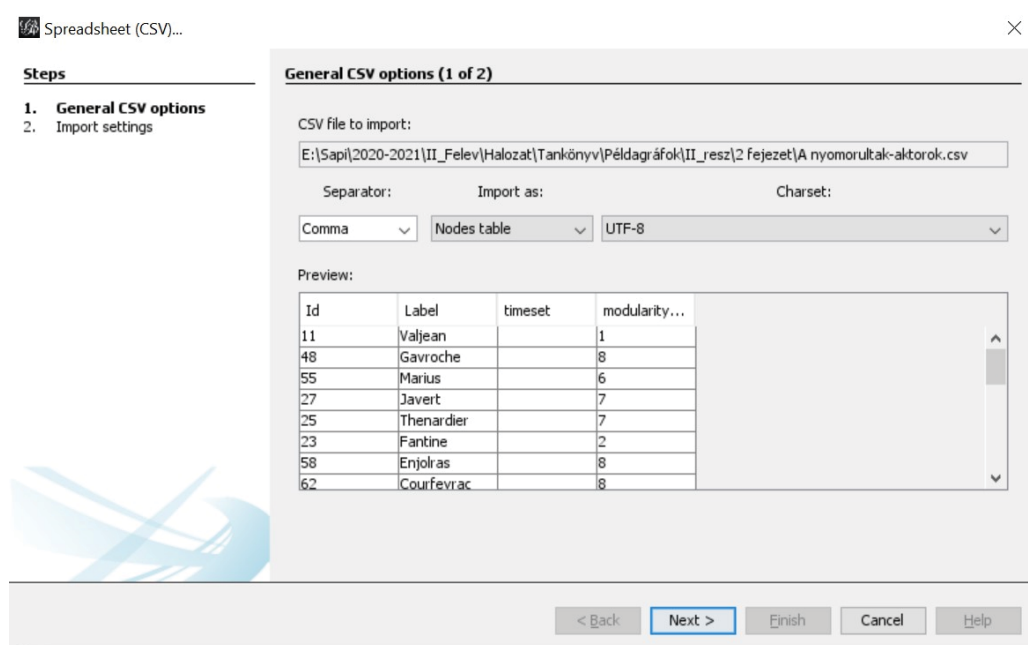 Spreadsheet (CSV)...
Steps
1. General CSV options
2. Import settings
General CSV options (1 of 2)
CSV file to import:
E:\Sapi\2020-2021\II_Felev\Halozat\Tankönyv\Példagráfok\II_resz\2 fejezet\A nyomorultak-aktorok.csv
Separator: Import as: Charset:
Comma Nodes table UTF-8
Preview:
Id Label timeset modularity...
11 Valjean 1
48 Gavroche 8
55 Marius 6
27 Javert 7
25 Thenardier 7
23 Fantine 2
58 Enjolras 8
62 Courfeyrac 8
< Back Next > Finish Cancel Help